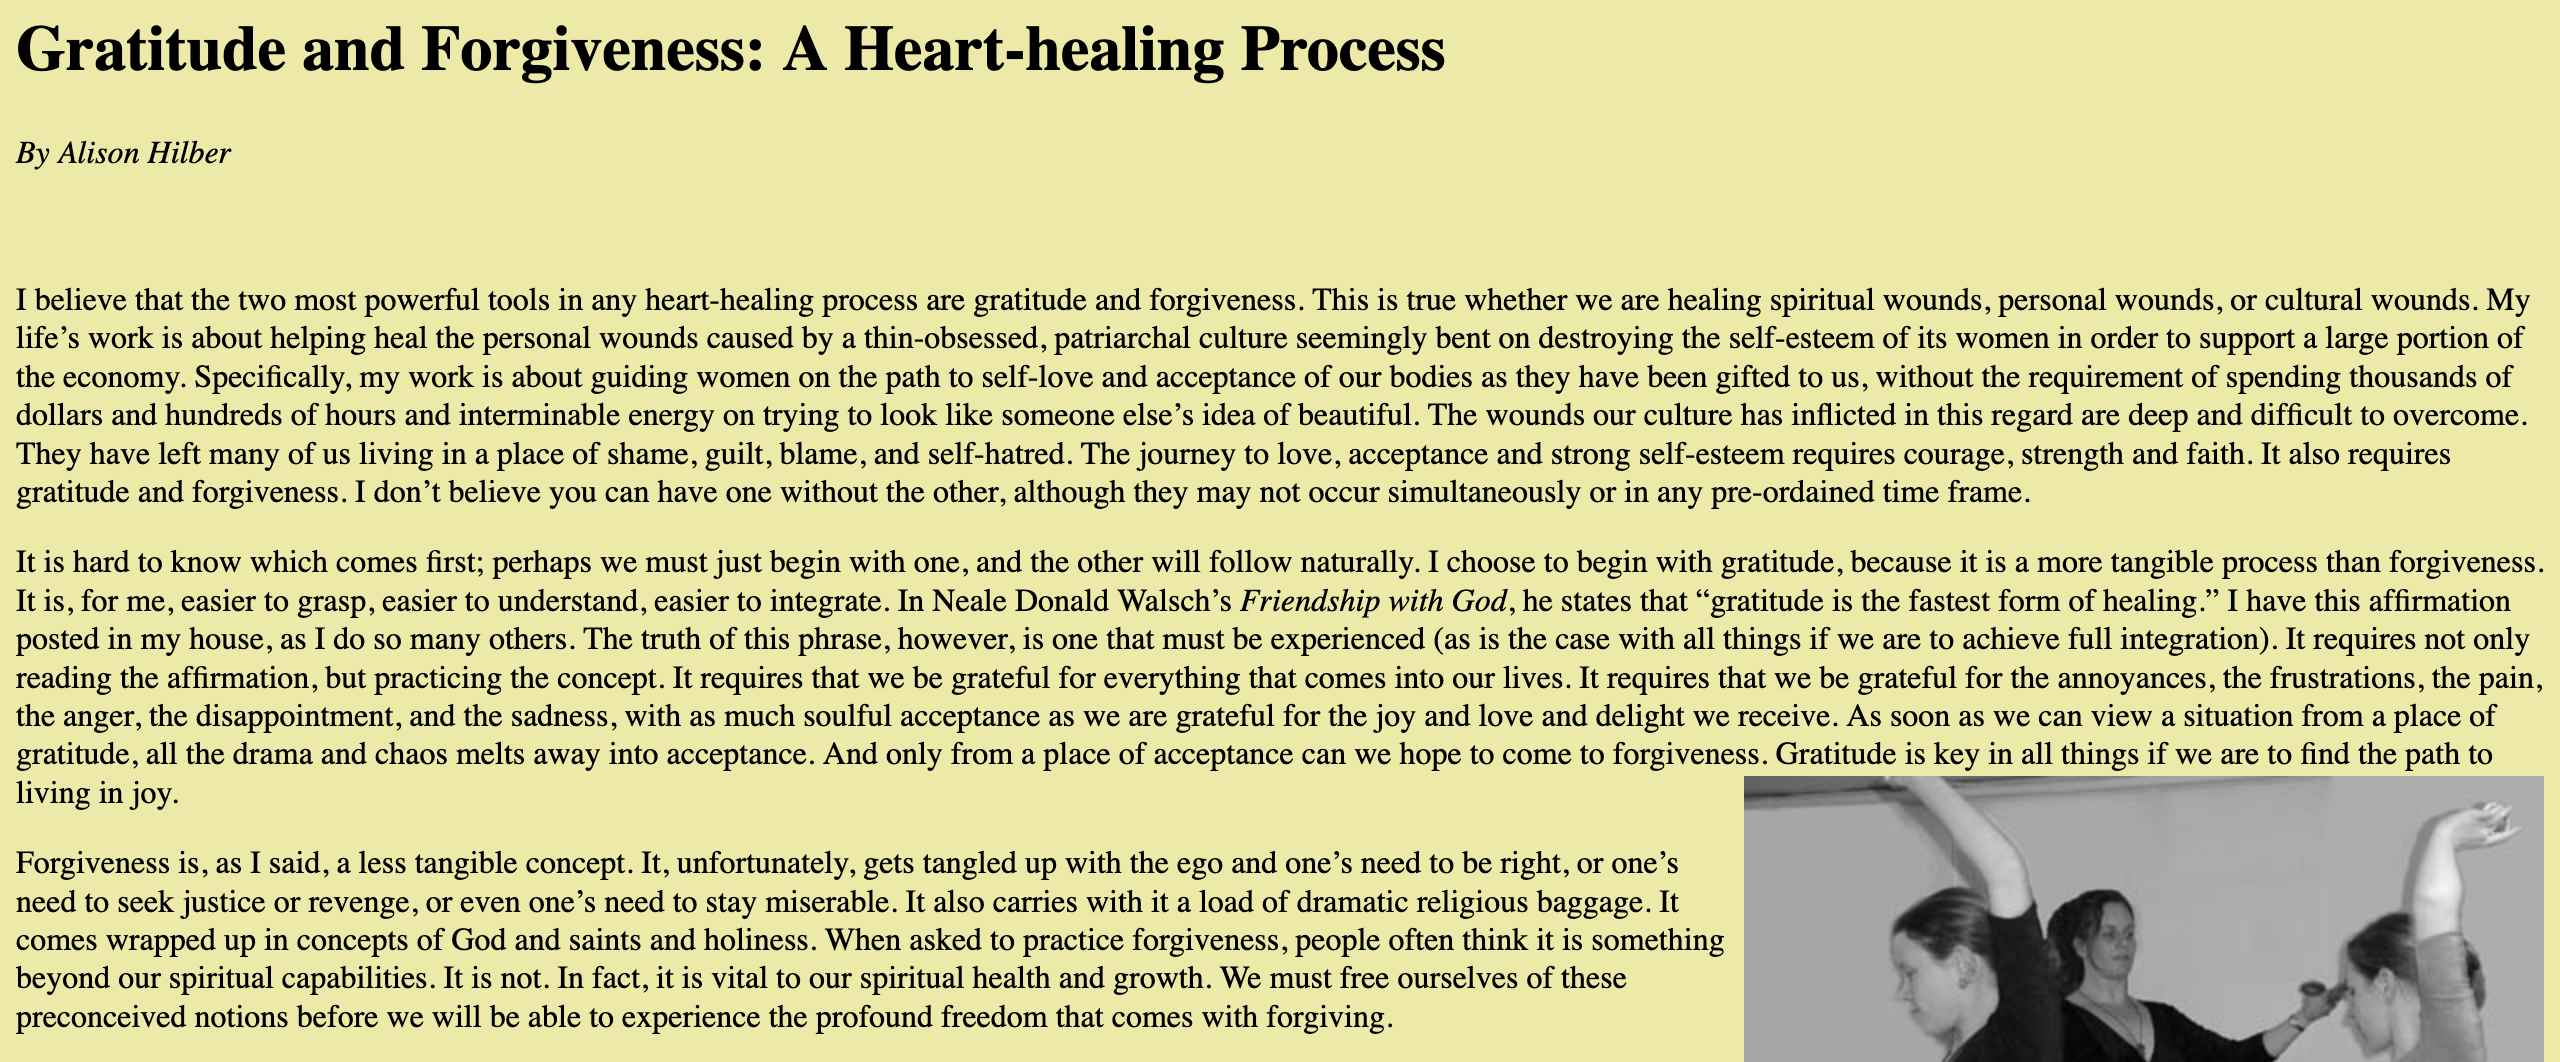 Gratitude and Forgiveness: A Heart-healing Process
By Alison Hilber
I believe that the two most powerful tools in any heart-healing process are gratitude and forgiveness. This is true whether we are healing spiritual wounds, personal wounds, or cultural wounds. My
life’s work is about helping heal the personal wounds caused by a thin-obsessed, patriarchal culture seemingly bent on destroying the self-esteem of its women in order to support a large portion of
the economy. Specifically, my work is about guiding women on the path to self-love and acceptance of our bodies as they have been gifted to us, without the requirement of spending thousands of
dollars and hundreds of hours and interminable energy on trying to look like someone else’s idea of beautiful. The wounds our culture has inflicted in this regard are deep and difficult to overcome.
They have left many of us living in a place of shame, guilt, blame, and self-hatred. The journey to love, acceptance and strong self-esteem requires courage, strength and faith. It also requires
gratitude and forgiveness. I don’t believe you can have one without the other, although they may not occur simultaneously or in any pre-ordained time frame.
It is hard to know which comes first; perhaps we must just begin with one, and the other will follow naturally. I choose to begin with gratitude, because it is a more tangible process than forgiveness.
It is, for me, easier to grasp, easier to understand, easier to integrate. In Neale Donald Walsch’s Friendship with God, he states that “gratitude is the fastest form of healing.” I have this affirmation
posted in my house, as I do so many others. The truth of this phrase, however, is one that must be experienced (as is the case with all things if we are to achieve full integration). It requires not only
reading the affirmation, but practicing the concept. It requires that we be grateful for everything that comes into our lives. It requires that we be grateful for the annoyances, the frustrations, the pain,
the anger, the disappointment, and the sadness, with as much soulful acceptance as we are grateful for the joy and love and delight we receive. As soon as we can view a situation from a place of
gratitude, all the drama and chaos melts away into acceptance. And only from a place of acceptance can we hope to come to forgiveness. Gratitude is key in all things if we are to find the path to
living in joy.
Forgiveness is, as I said, a less tangible concept. It, unfortunately, gets tangled up with the ego and one’s need to be right, or one’s
need to seek justice or revenge, or even one’s need to stay miserable. It also carries with it a load of dramatic religious baggage. It
comes wrapped up in concepts of God and saints and holiness. When asked to practice forgiveness, people often think it is something
beyond our spiritual capabilities. It is not. In fact, it is vital to our spiritual health and growth. We must free ourselves of these
preconceived notions before we will be able to experience the profound freedom that comes with forgiving.